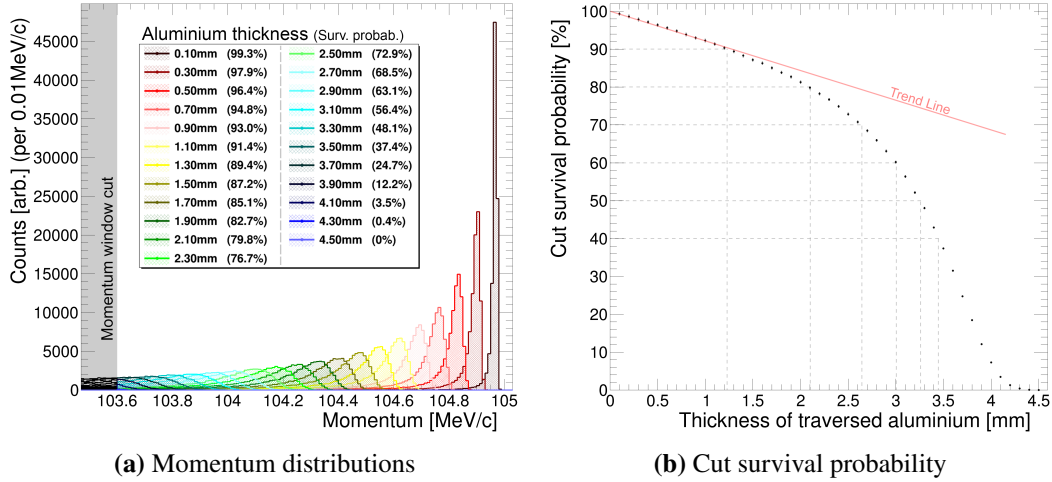 Counts [arb.] (per 0.01MeV/c)
45000
40000
35000
30000
25000
20000
15000
10000
5000
0
Momentum window cut
Aluminium thickness (Surv. probab.)
0.10mm (99.3%)
0.30mm (97.9%)
0.50mm (96.4%)
0.70mm (94.8%)
0.90mm (93.0%)
1.10mm (91.4%)
1.30mm (89.4%)
1.50mm (87.2%)
1.70mm (85.1%)
1.90mm (82.7%)
2.10mm (79.8%)
2.30mm (76.7%)
2.50mm (72.9%)
2.70mm (68.5%)
2.90mm (63.1%)
3.10mm (56.4%)
3.30mm (48.1%)
3.50mm (37.4%)
3.70mm (24.7%)
3.90mm (12.2%)
4.10mm (3.5%)
4.30mm (0.4%)
4.50mm (0%)
103.6 103.8 104 104.2 104.4 104.6 104.8 105
Momentum [MeV/c]
(a) Momentum distributions
Cut survival probability [%]
100
90
80
70
60
50
40
30
20
10
0
Trend Line
0 0.5 1 1.5 2 2.5 3 3.5 4 4.5
Thickness of traversed aluminium [mm]
(b) Cut survival probability